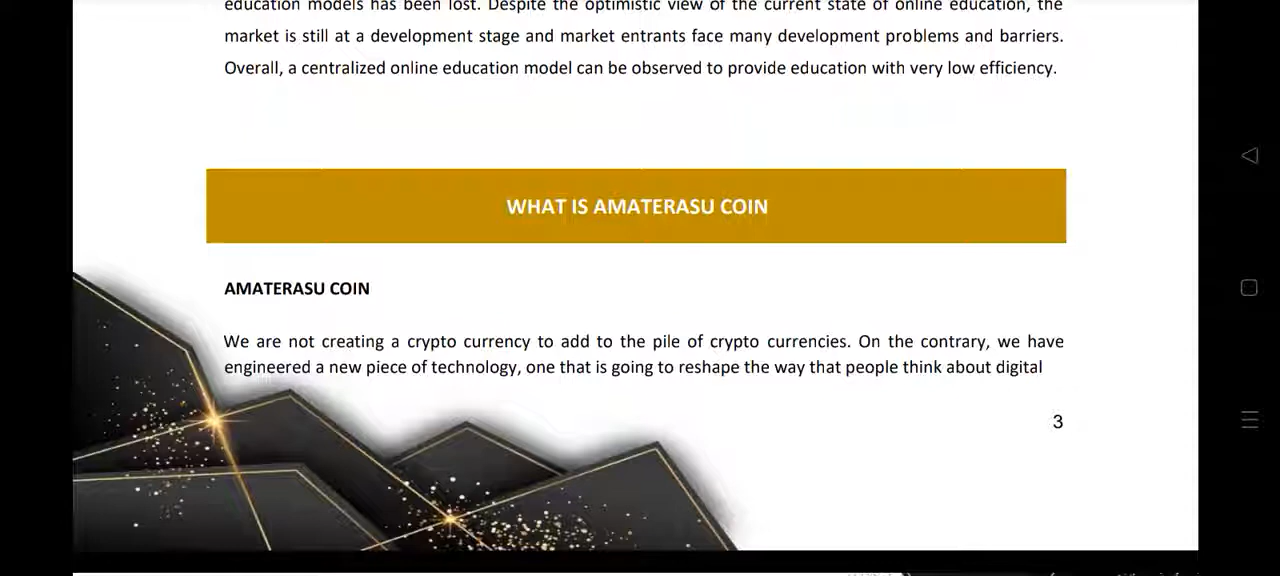 education models has been lost. Despite the optimistic view of the current state of online education, the
market is still at a development stage and market entrants face many development problems and barriers.
Overall, a centralized online education model can be observed to provide education with very low efficiency.
WHAT IS AMATERASU COIN
AMATERASU COIN
We are not creating a crypto currency to add to the pile of crypto currencies. On the contrary, we have
engineered a new piece of technology, one that is going to reshape the way that people think about digital
3